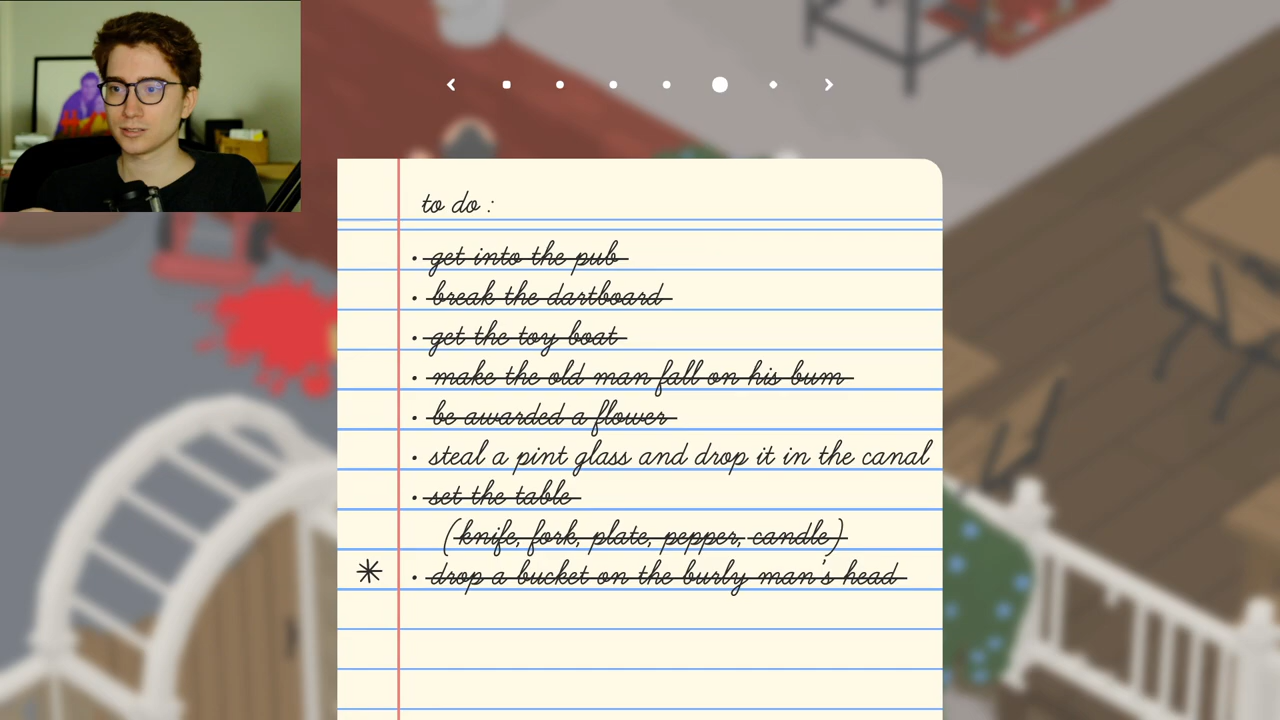 to do :
• get into the pub
• break the dartboard
• get the toy boat
• make the old man fall on his bum
• be awarded a flower
• steal a pint glass and drop it in the canal
• set the table
(knife, fork, plate, pepper, candle)
* • drop a bucket on the burly man's head